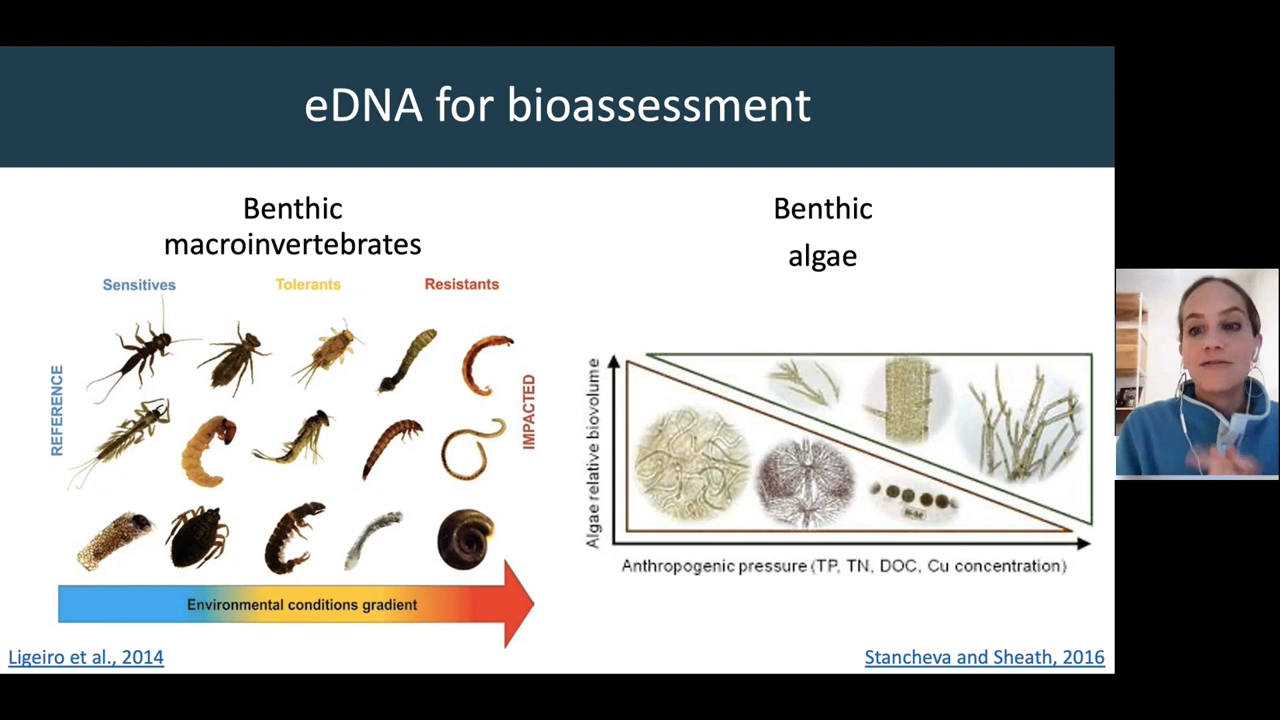 eDNA for bioassessment
Benthic
macroinvertebrates
Sensitives
Tolerants
Resistants
REFERENCE
IMPACTED
Environmental conditions gradient
Ligeiro et al., 2014
Benthic
algae
Algae relative biovolume
Anthropogenic pressure (TP, TN, DOC, Cu concentration)
Stancheva and Sheath, 2016